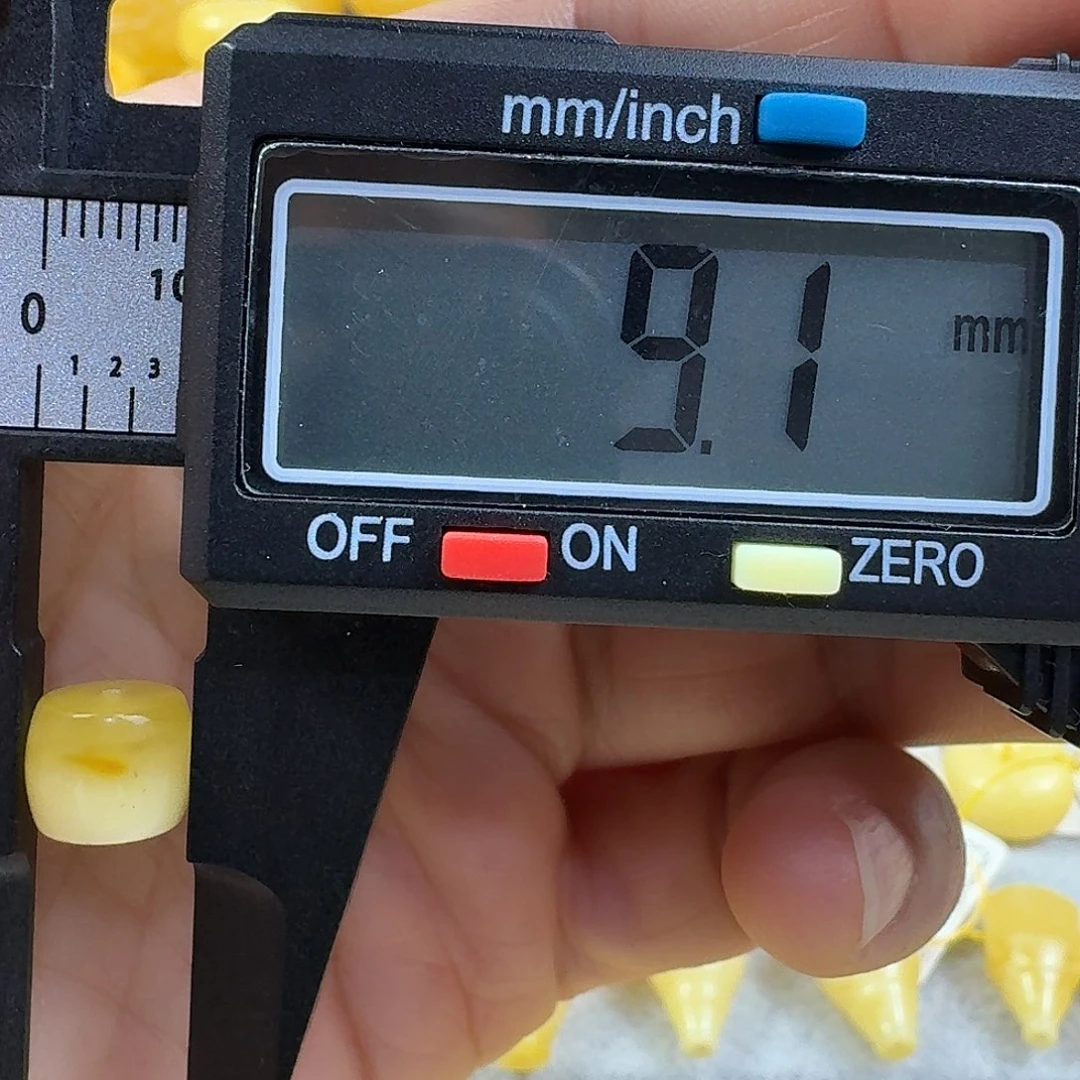 mm/inch
0 10
1 2 3
9.1 mm
OFF ON ZERO